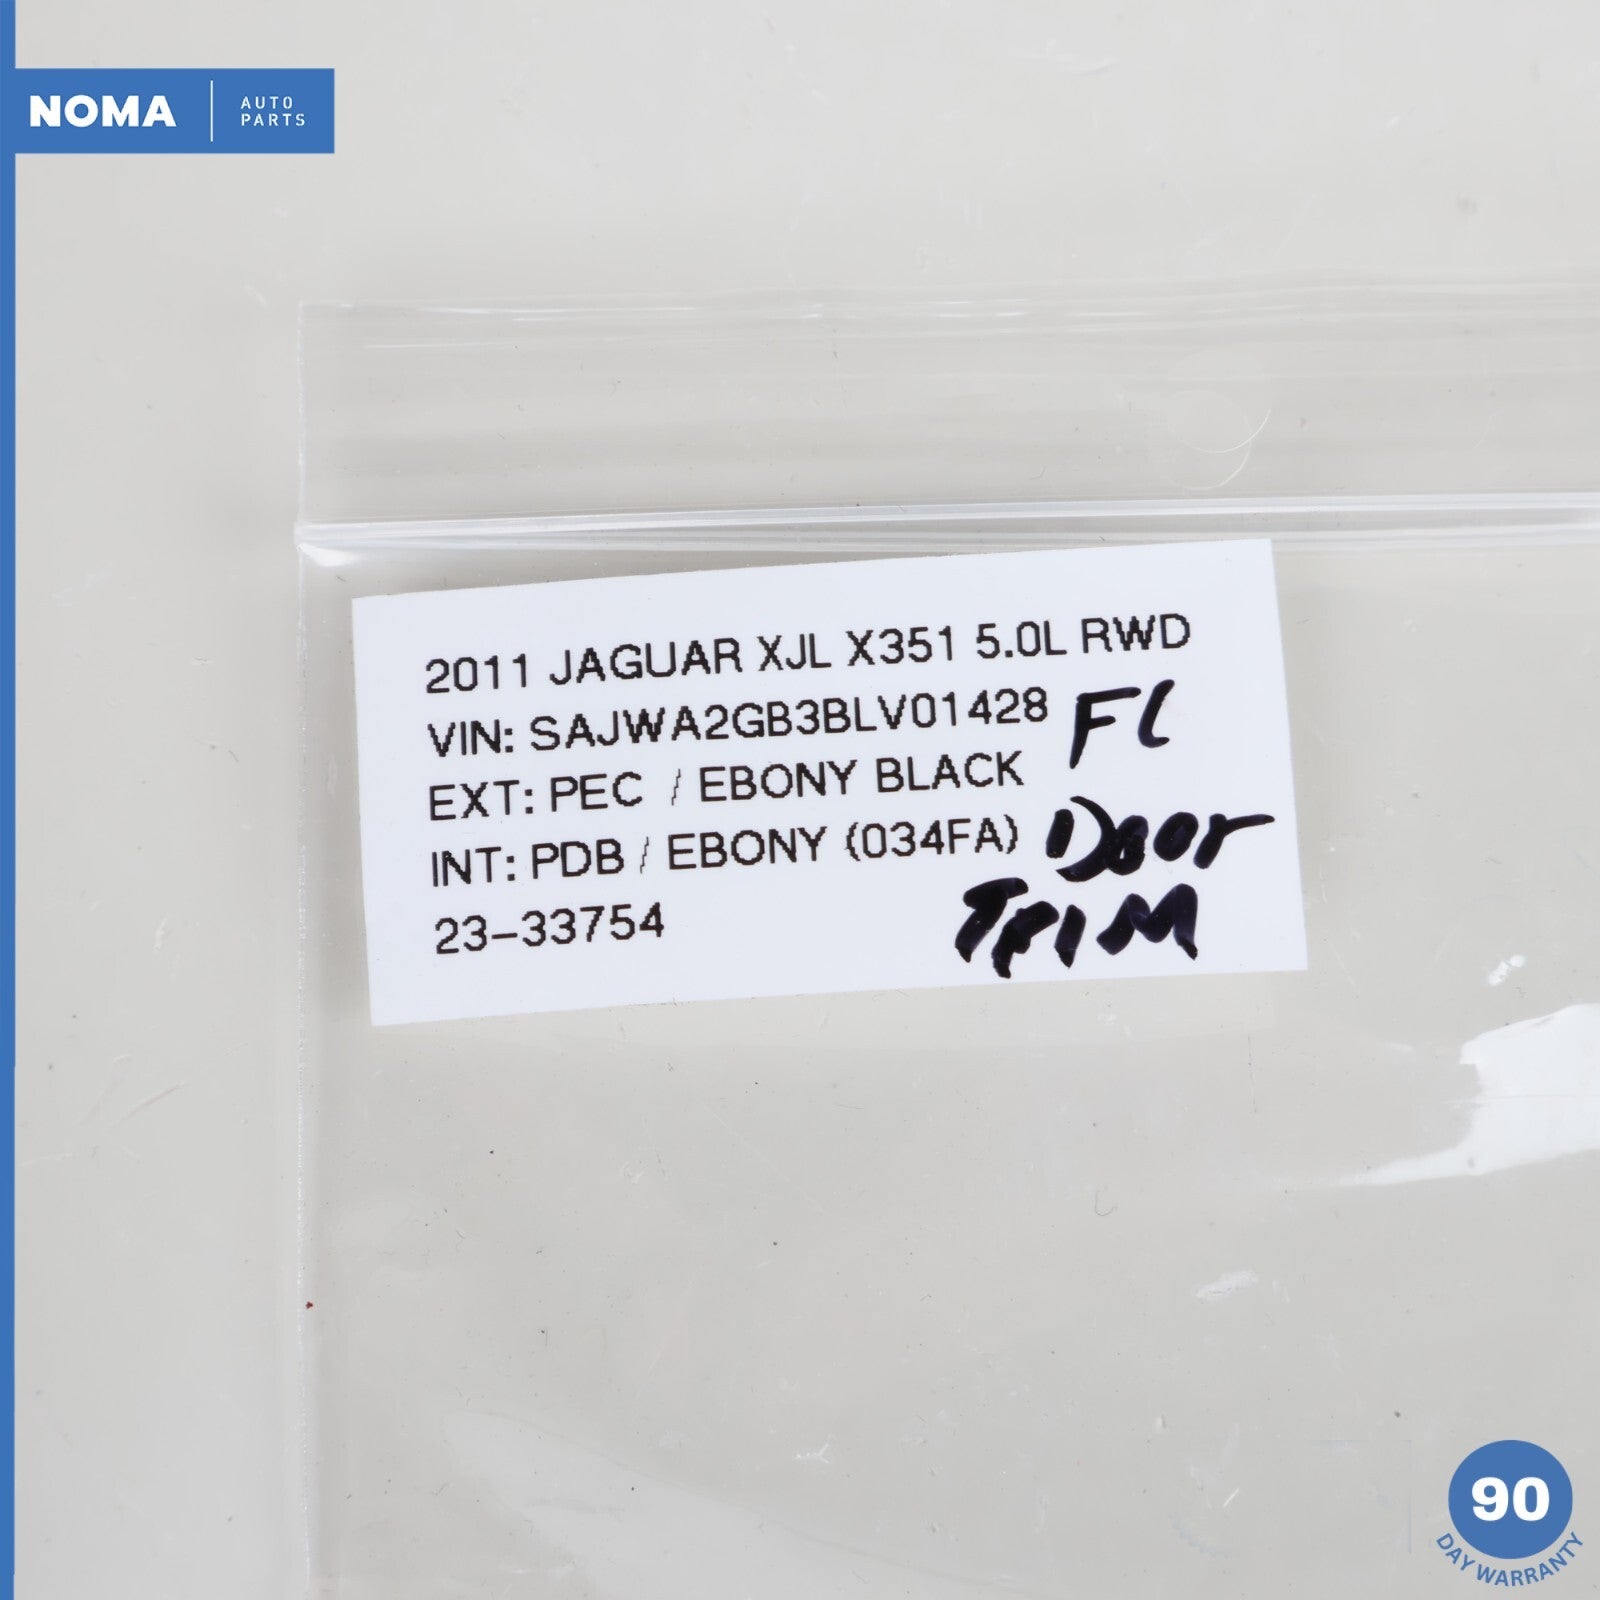 NOMA
AUTO
PARTS
2011 JAGUAR XJL X351 5.0L RWD
VIN: SAJWA2GB3BLV01428
FL
EXT: PEC / EBONY BLACK
INT: PDB / EBONY (034FA)
Door
TrIM
23-33754
90
DAY WARRANTY